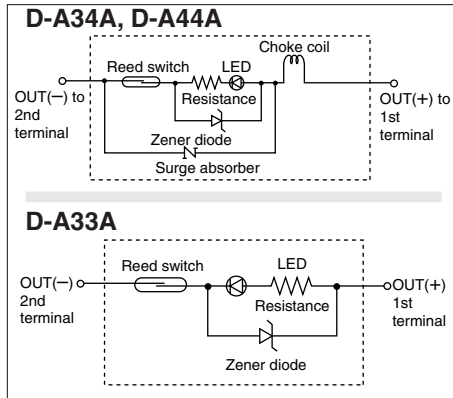 D-A34A, D-A44A
Choke coil
LED
Reed switch
OUT(−) to
2nd
terminal
Resistance
OUT(+) to
1st
terminal
Zener diode
Surge absorber
D-A33A
Reed switch
LED
OUT(−)
2nd
terminal
Resistance
OUT(+)
1st
terminal
Zener diode